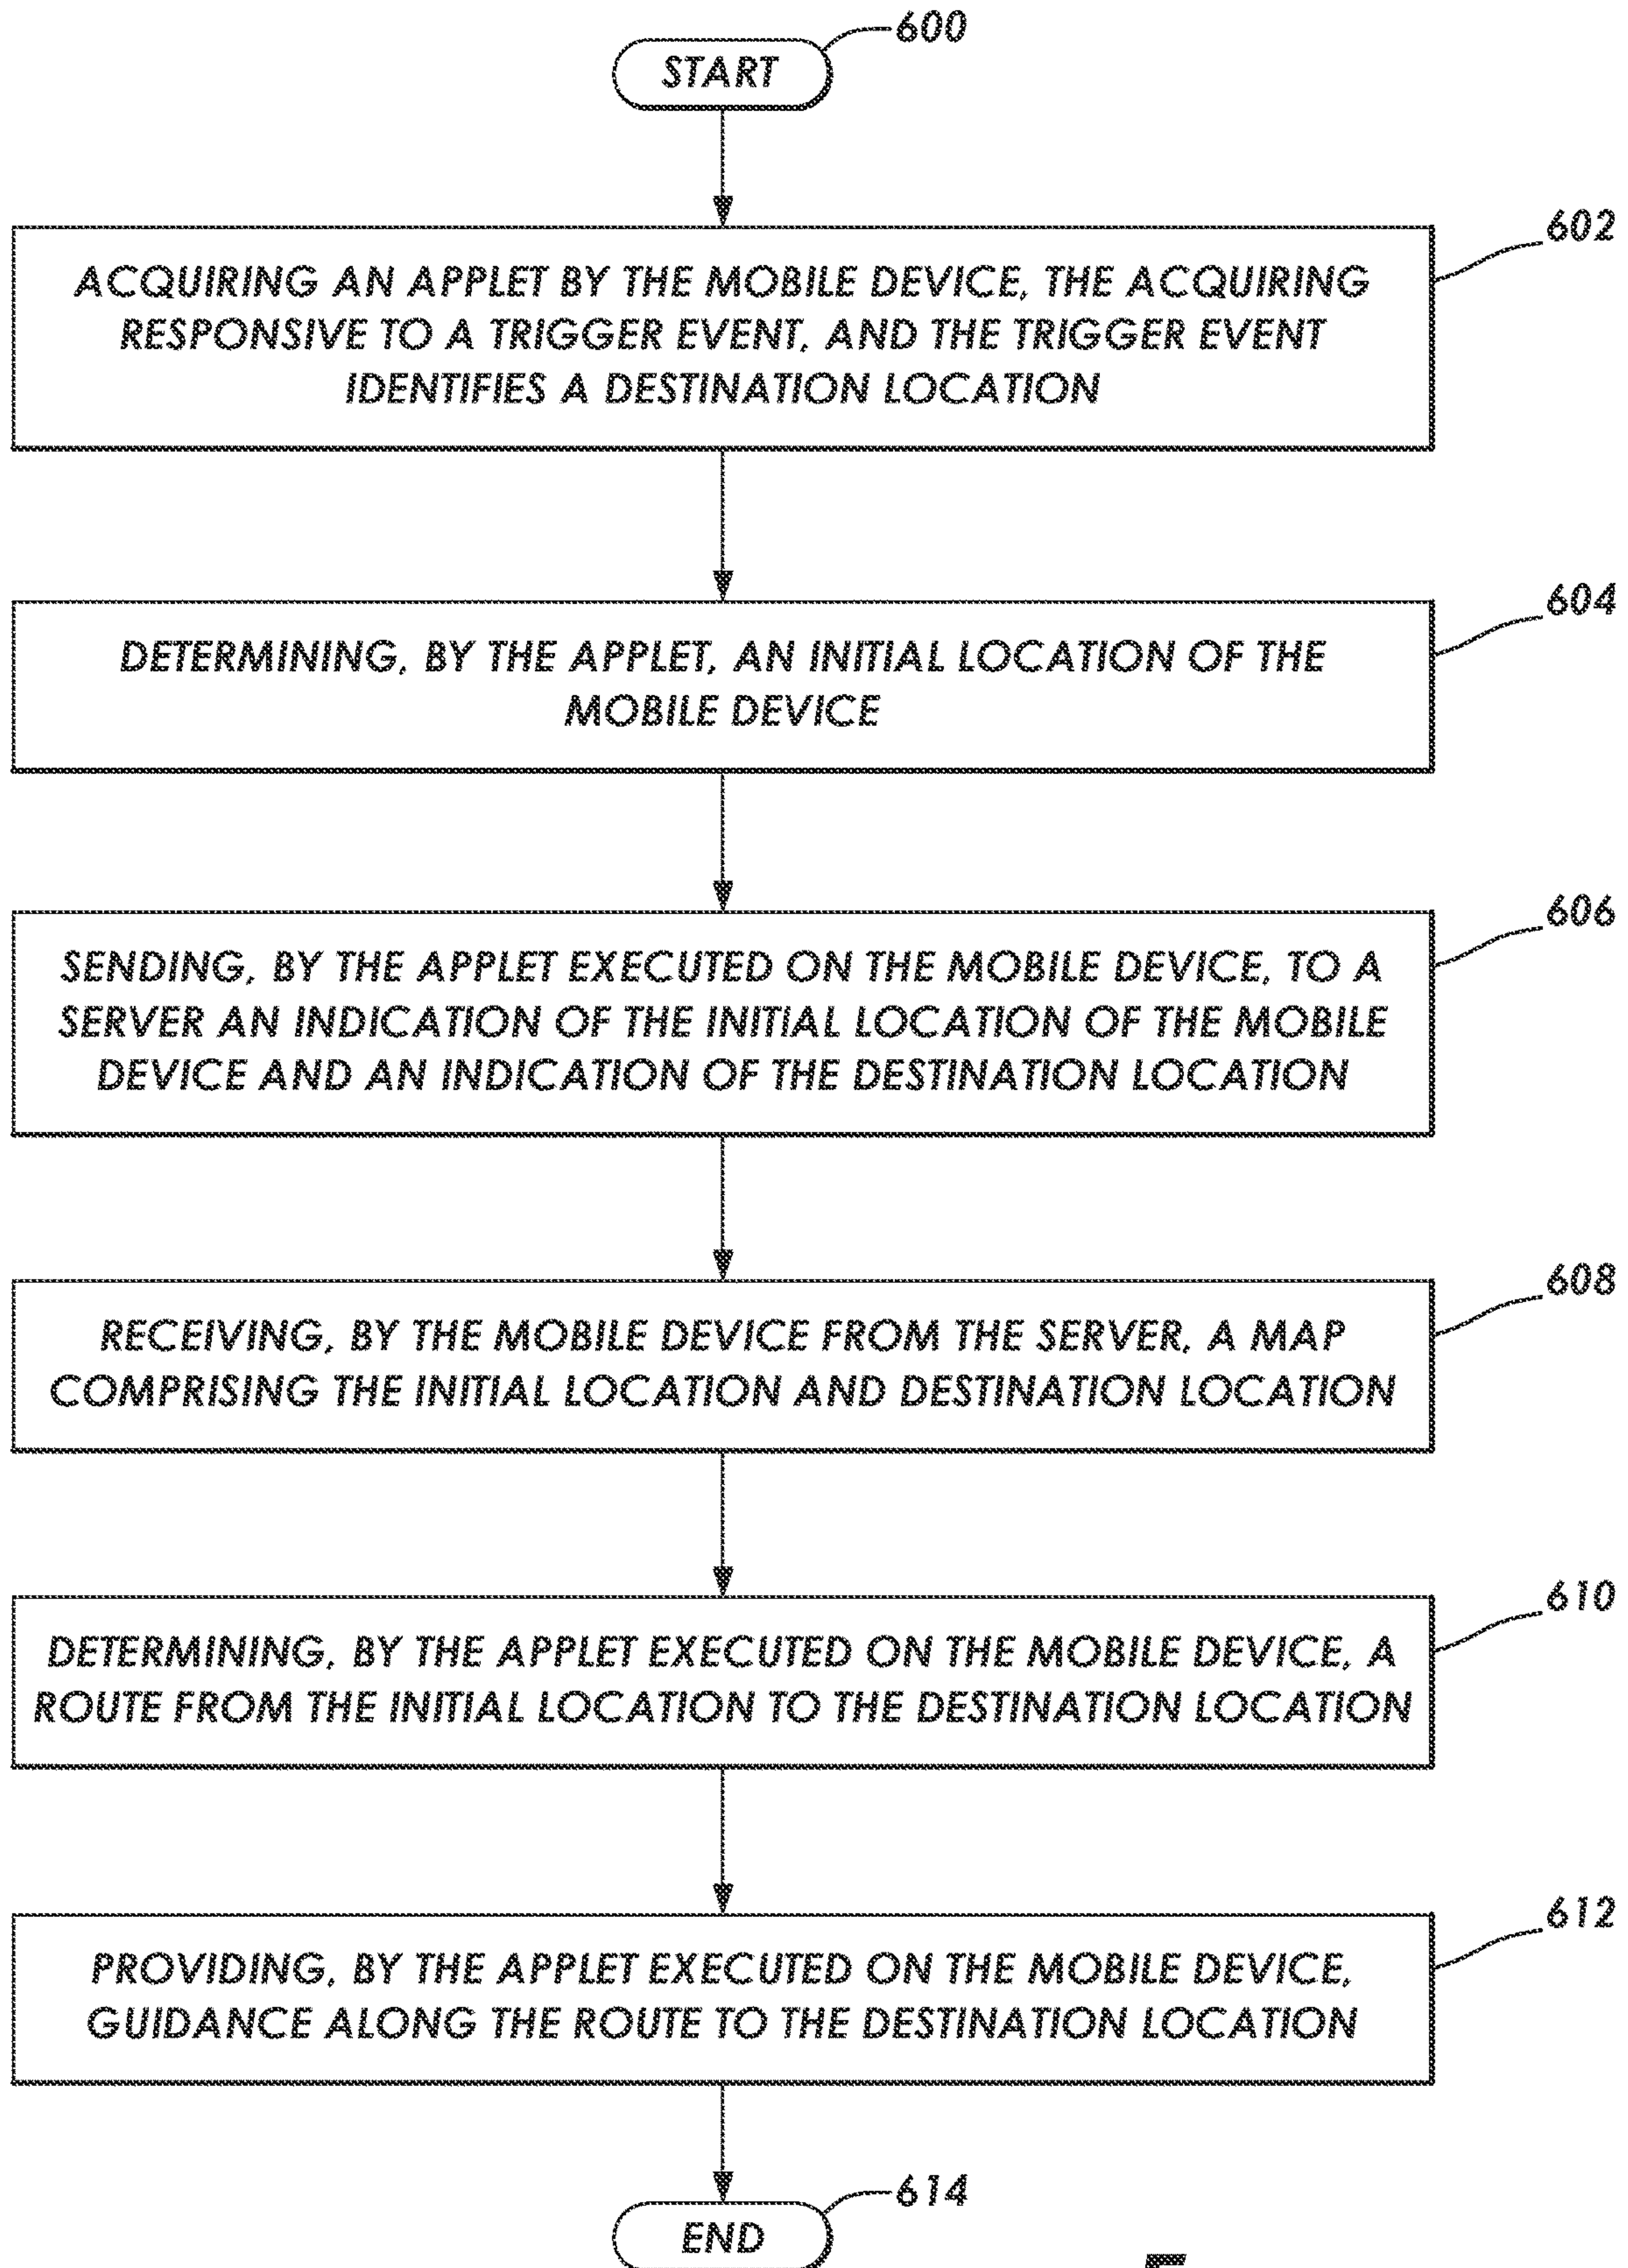 600
START
602
ACQUIRING AN APPLET BY THE MOBILE DEVICE, THE ACQUIRING
RESPONSIVE TO A TRIGGER EVENT, AND THE TRIGGER EVENT
IDENTIFIES A DESTINATION LOCATION
604
DETERMINING, BY THE APPLET, AN INITIAL LOCATION OF THE
MOBILE DEVICE
606
SENDING, BY THE APPLET EXECUTED ON THE MOBILE DEVICE, TO A
SERVER AN INDICATION OF THE INITIAL LOCATION OF THE MOBILE
DEVICE AND AN INDICATION OF THE DESTINATION LOCATION
608
RECEIVING, BY THE MOBILE DEVICE FROM THE SERVER, A MAP
COMPRISING THE INITIAL LOCATION AND DESTINATION LOCATION
610
DETERMINING, BY THE APPLET EXECUTED ON THE MOBILE DEVICE, A
ROUTE FROM THE INITIAL LOCATION TO THE DESTINATION LOCATION
612
PROVIDING, BY THE APPLET EXECUTED ON THE MOBILE DEVICE,
GUIDANCE ALONG THE ROUTE TO THE DESTINATION LOCATION
614
END